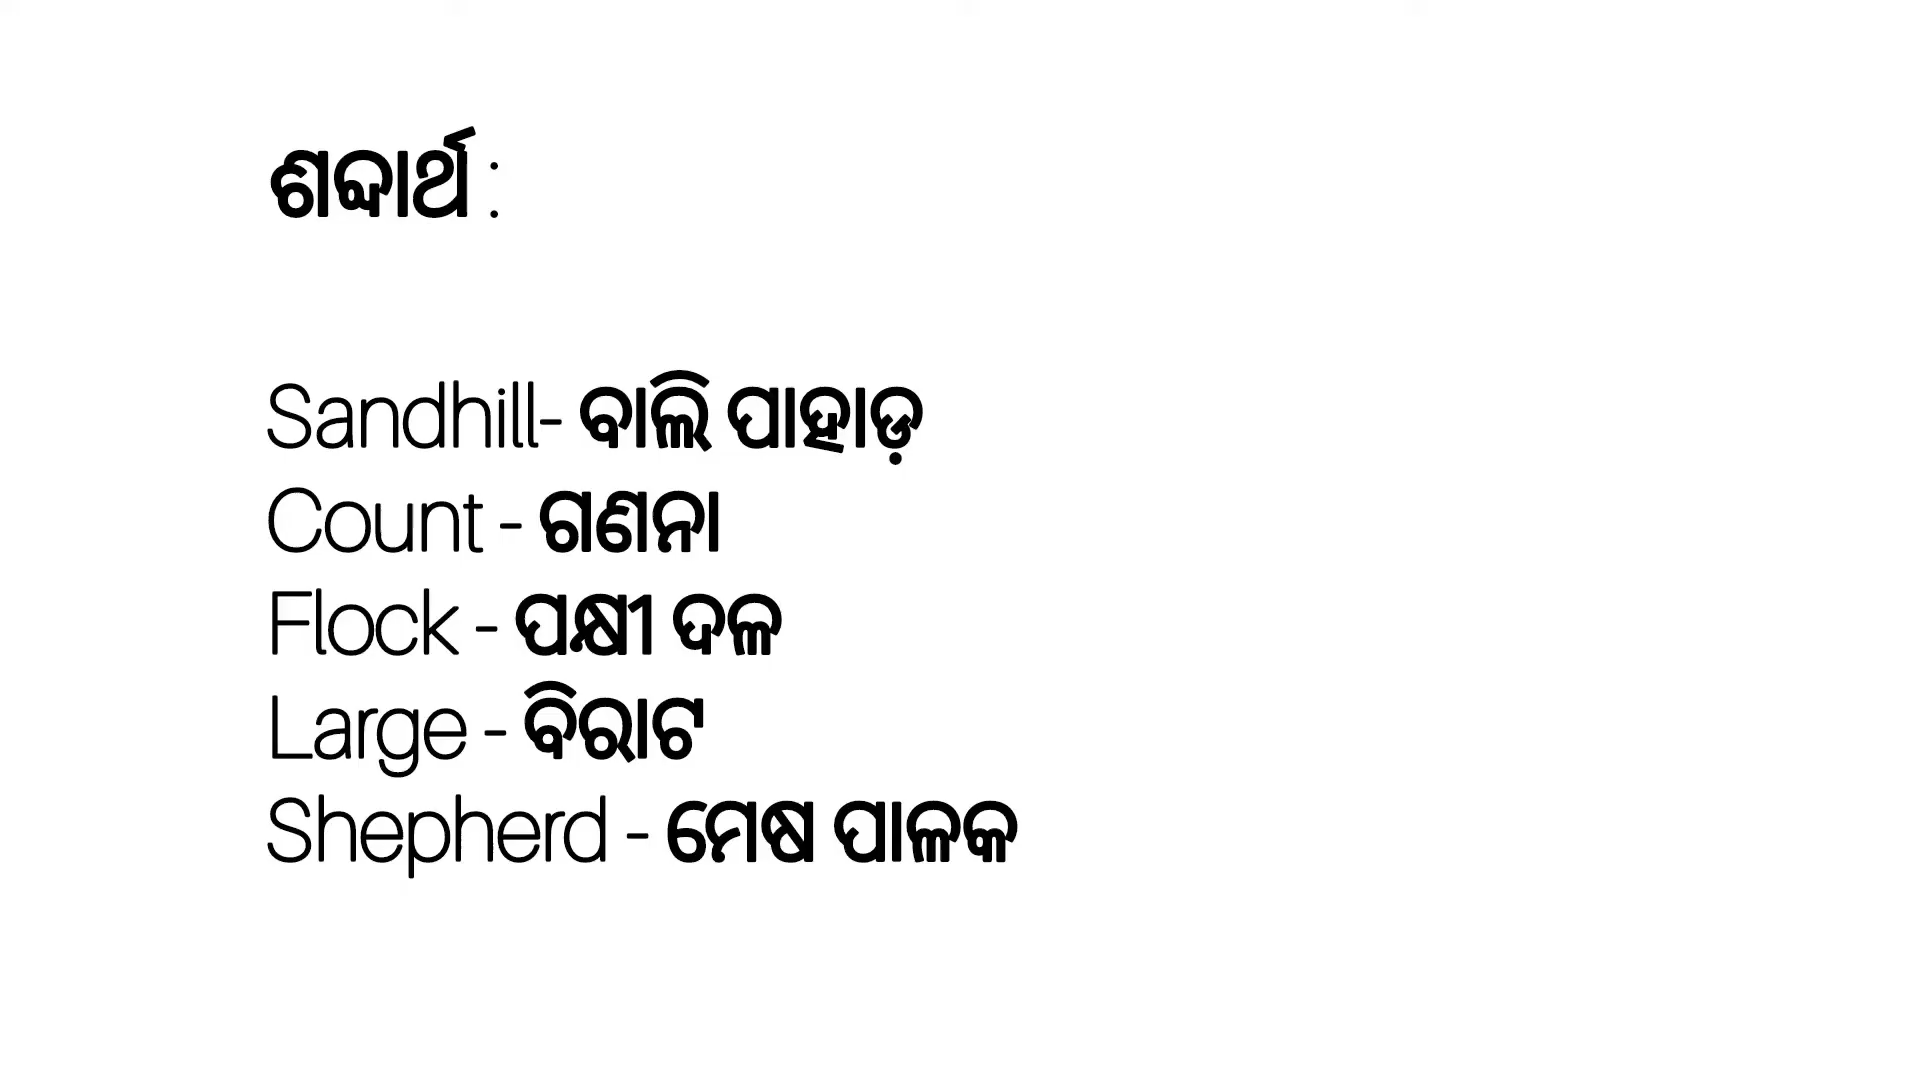 ଶବ୍ଦାର୍ଥ :
Sandhill- ବାଲି ପାହାଡ଼
Count - ଗଣନା
Flock - ପକ୍ଷୀ ଦଳ
Large - ବିରାଟ
Shepherd - ମେଷ ପାଳକ